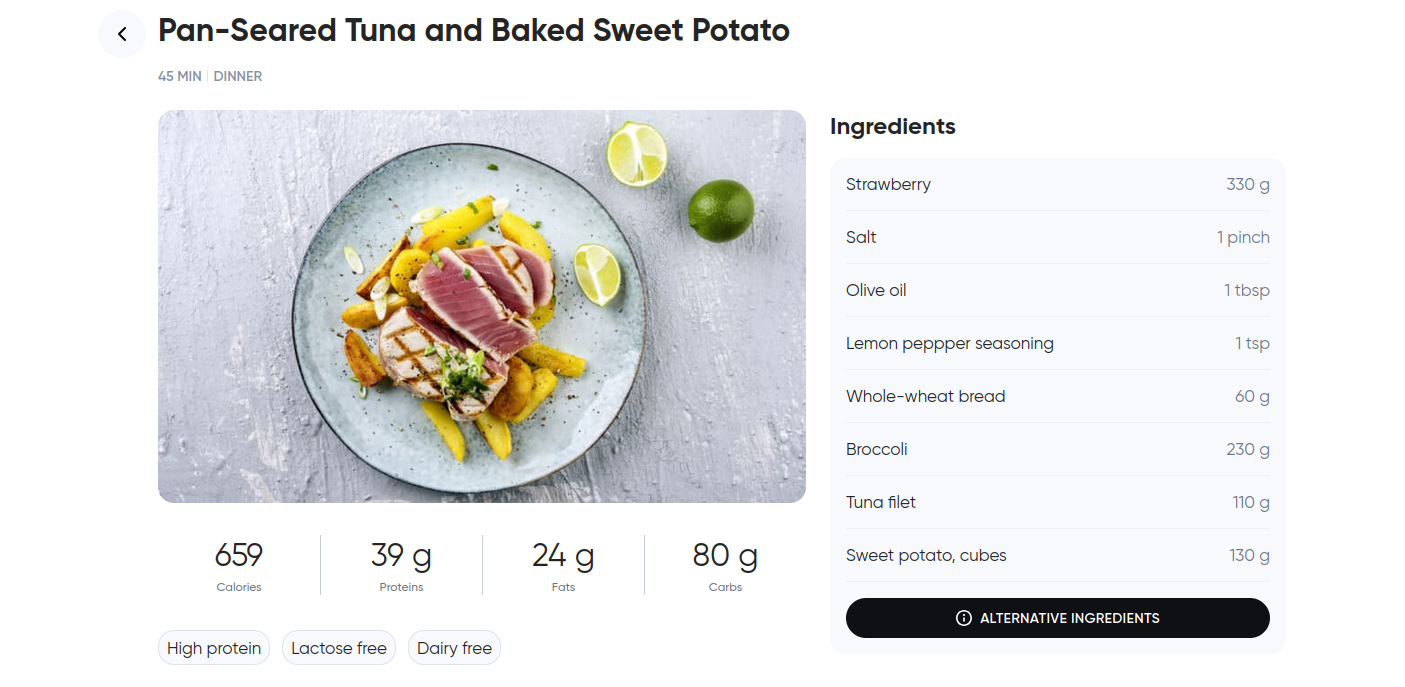 Pan-Seared Tuna and Baked Sweet Potato
45 MIN | DINNER
Ingredients
Strawberry 330 g
Salt 1 pinch
Olive oil 1 tbsp
Lemon peppper seasoning 1 tsp
Whole-wheat bread 60 g
Broccoli 230 g
Tuna filet 110 g
Sweet potato, cubes 130 g
ALTERNATIVE INGREDIENTS
659 39 g 24 g 80 g
Calories Proteins Fats Carbs
High protein Lactose free Dairy free